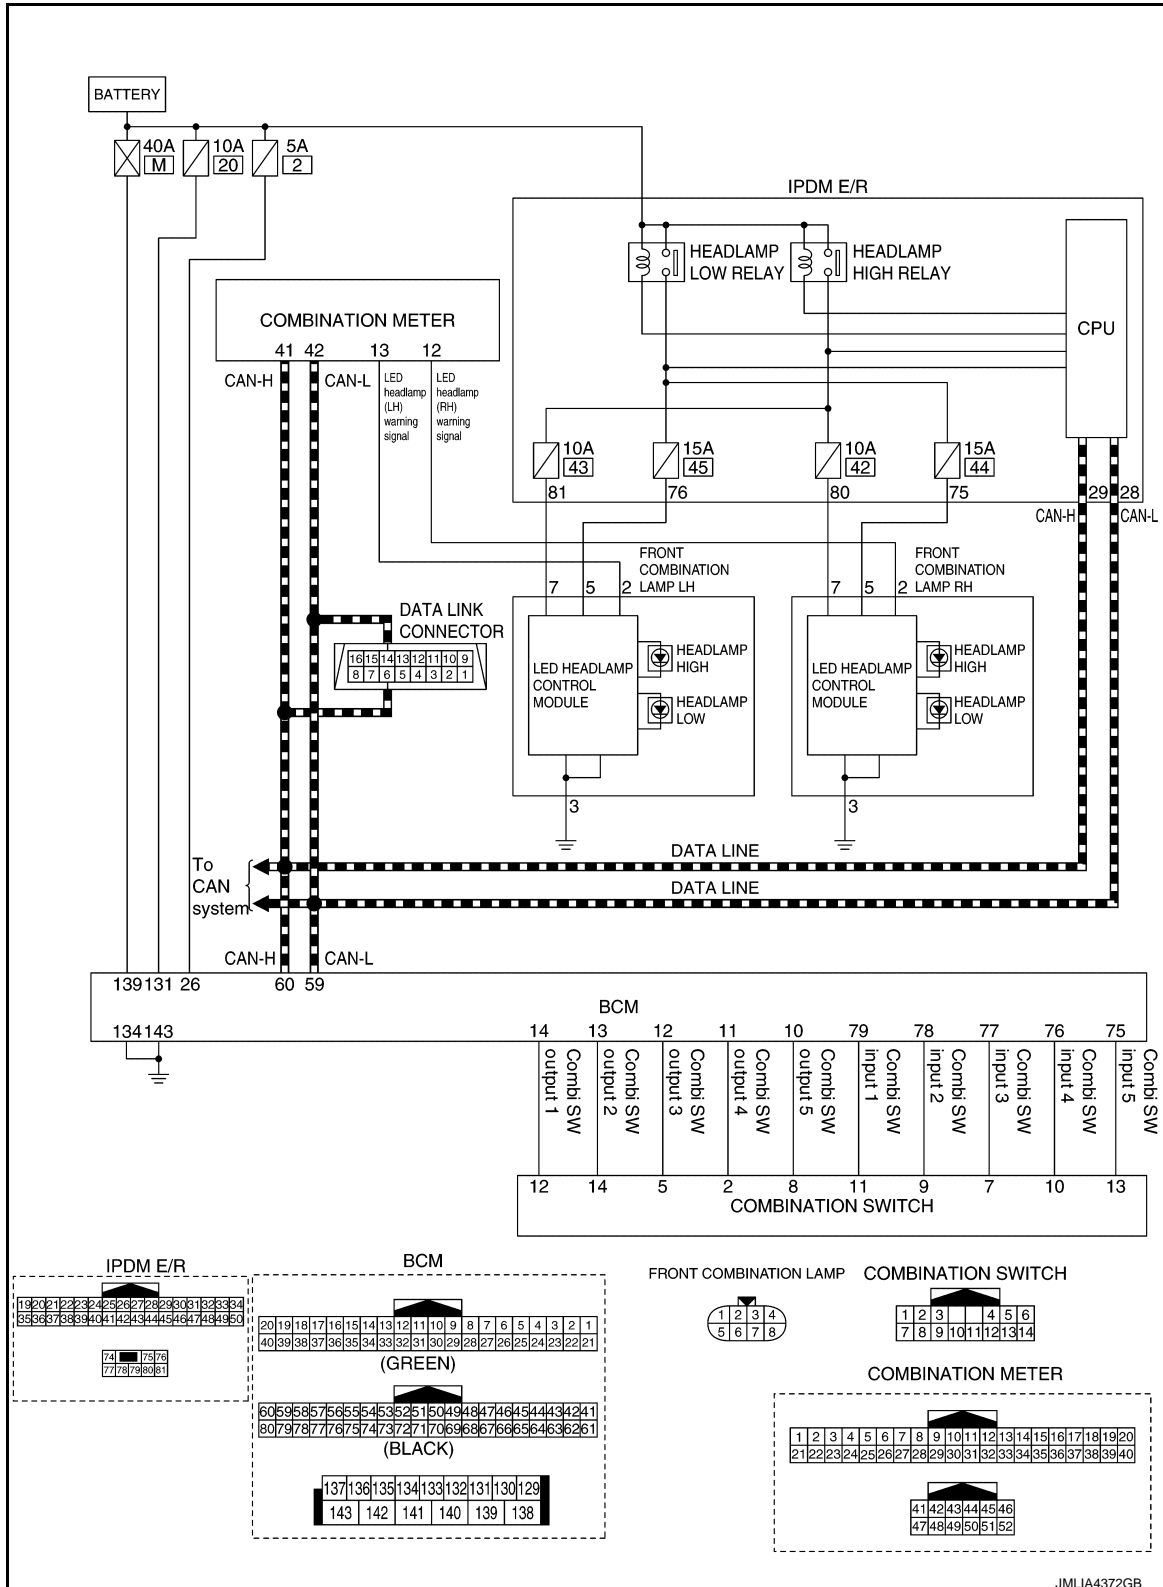 BATTERY
40A
M
10A
20
5A
2
IPDM E/R
HEADLAMP
LOW RELAY
HEADLAMP
HIGH RELAY
CPU
COMBINATION METER
41 42 13 12
CAN-H
CAN-L
LED
headlamp
(LH)
warning
signal
LED
headlamp
(RH)
warning
signal
10A
43
15A
45
10A
42
15A
44
81 76 80 75 29 28
CAN-H
CAN-L
FRONT
COMBINATION
LAMP LH
FRONT
COMBINATION
LAMP RH
7 5 2
7 5 2
DATA LINK
CONNECTOR
16 15 14 13 12 11 10 9
8 7 6 5 4 3 2 1
LED HEADLAMP
CONTROL
MODULE
HEADLAMP
HIGH
HEADLAMP
LOW
3
LED HEADLAMP
CONTROL
MODULE
HEADLAMP
HIGH
HEADLAMP
LOW
3
To
CAN
system
DATA LINE
DATA LINE
CAN-H
CAN-L
139 131 26 60 59
BCM
134 143
14 13 12 11 10 79 78 77 76 75
Combi SW
output 1
Combi SW
output 2
Combi SW
output 3
Combi SW
output 4
Combi SW
output 5
Combi SW
input 1
Combi SW
input 2
Combi SW
input 3
Combi SW
input 4
Combi SW
input 5
12 14 5 2 8 11 9 7 10 13
COMBINATION SWITCH
IPDM E/R
19 20 21 22 23 24 25 26 27 28 29 30 31 32 33 34
35 36 37 38 39 40 41 42 43 44 45 46 47 48 49 50
74 75 76
77 78 79 80 81
BCM
20 19 18 17 16 15 14 13 12 11 10 9 8 7 6 5 4 3 2 1
40 39 38 37 36 35 34 33 32 31 30 29 28 27 26 25 24 23 22 21
(GREEN)
60 59 58 57 56 55 54 53 52 51 50 49 48 47 46 45 44 43 42 41
80 79 78 77 76 75 74 73 72 71 70 69 68 67 66 65 64 63 62 61
(BLACK)
137 136 135 134 133 132 131 130 129
143 142 141 140 139 138
FRONT COMBINATION LAMP
1 2 3 4
5 6 7 8
COMBINATION SWITCH
1 2 3 4 5 6
7 8 9 10 11 12 13 14
COMBINATION METER
1 2 3 4 5 6 7 8 9 10 11 12 13 14 15 16 17 18 19 20
21 22 23 24 25 26 27 28 29 30 31 32 33 34 35 36 37 38 39 40
41 42 43 44 45 46
47 48 49 50 51 52
JMLIA4372GB